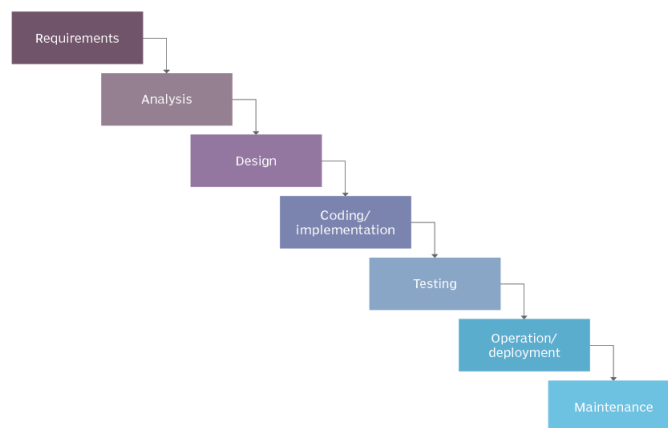 Requirements
Analysis
Design
Coding/
implementation
Testing
Operation/
deployment
Maintenance